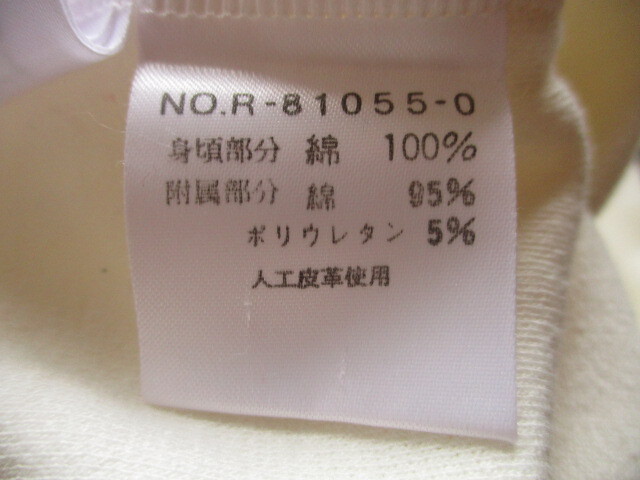 NO.R-81055-0
身頃部分 綿 100%
附属部分 綿 95%
ポリウレタン 5%
人工皮革使用